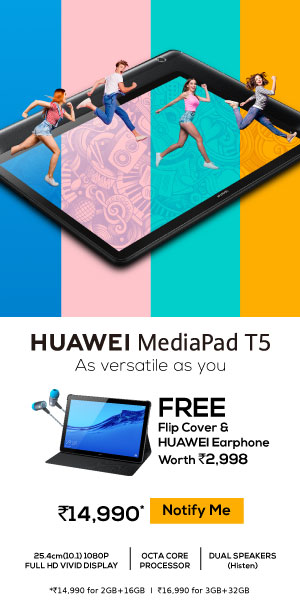 HUAWEI
HUAWEI MediaPad T5
As versatile as you
FREE
Flip Cover &
HUAWEI Earphone
Worth ₹2,998
₹14,990*
Notify Me
25.4cm(10.1) 1080P
FULL HD VIVID DISPLAY
OCTA CORE
PROCESSOR
DUAL SPEAKERS
(Histen)
*₹14,990 for 2GB+16GB | ₹16,990 for 3GB+32GB